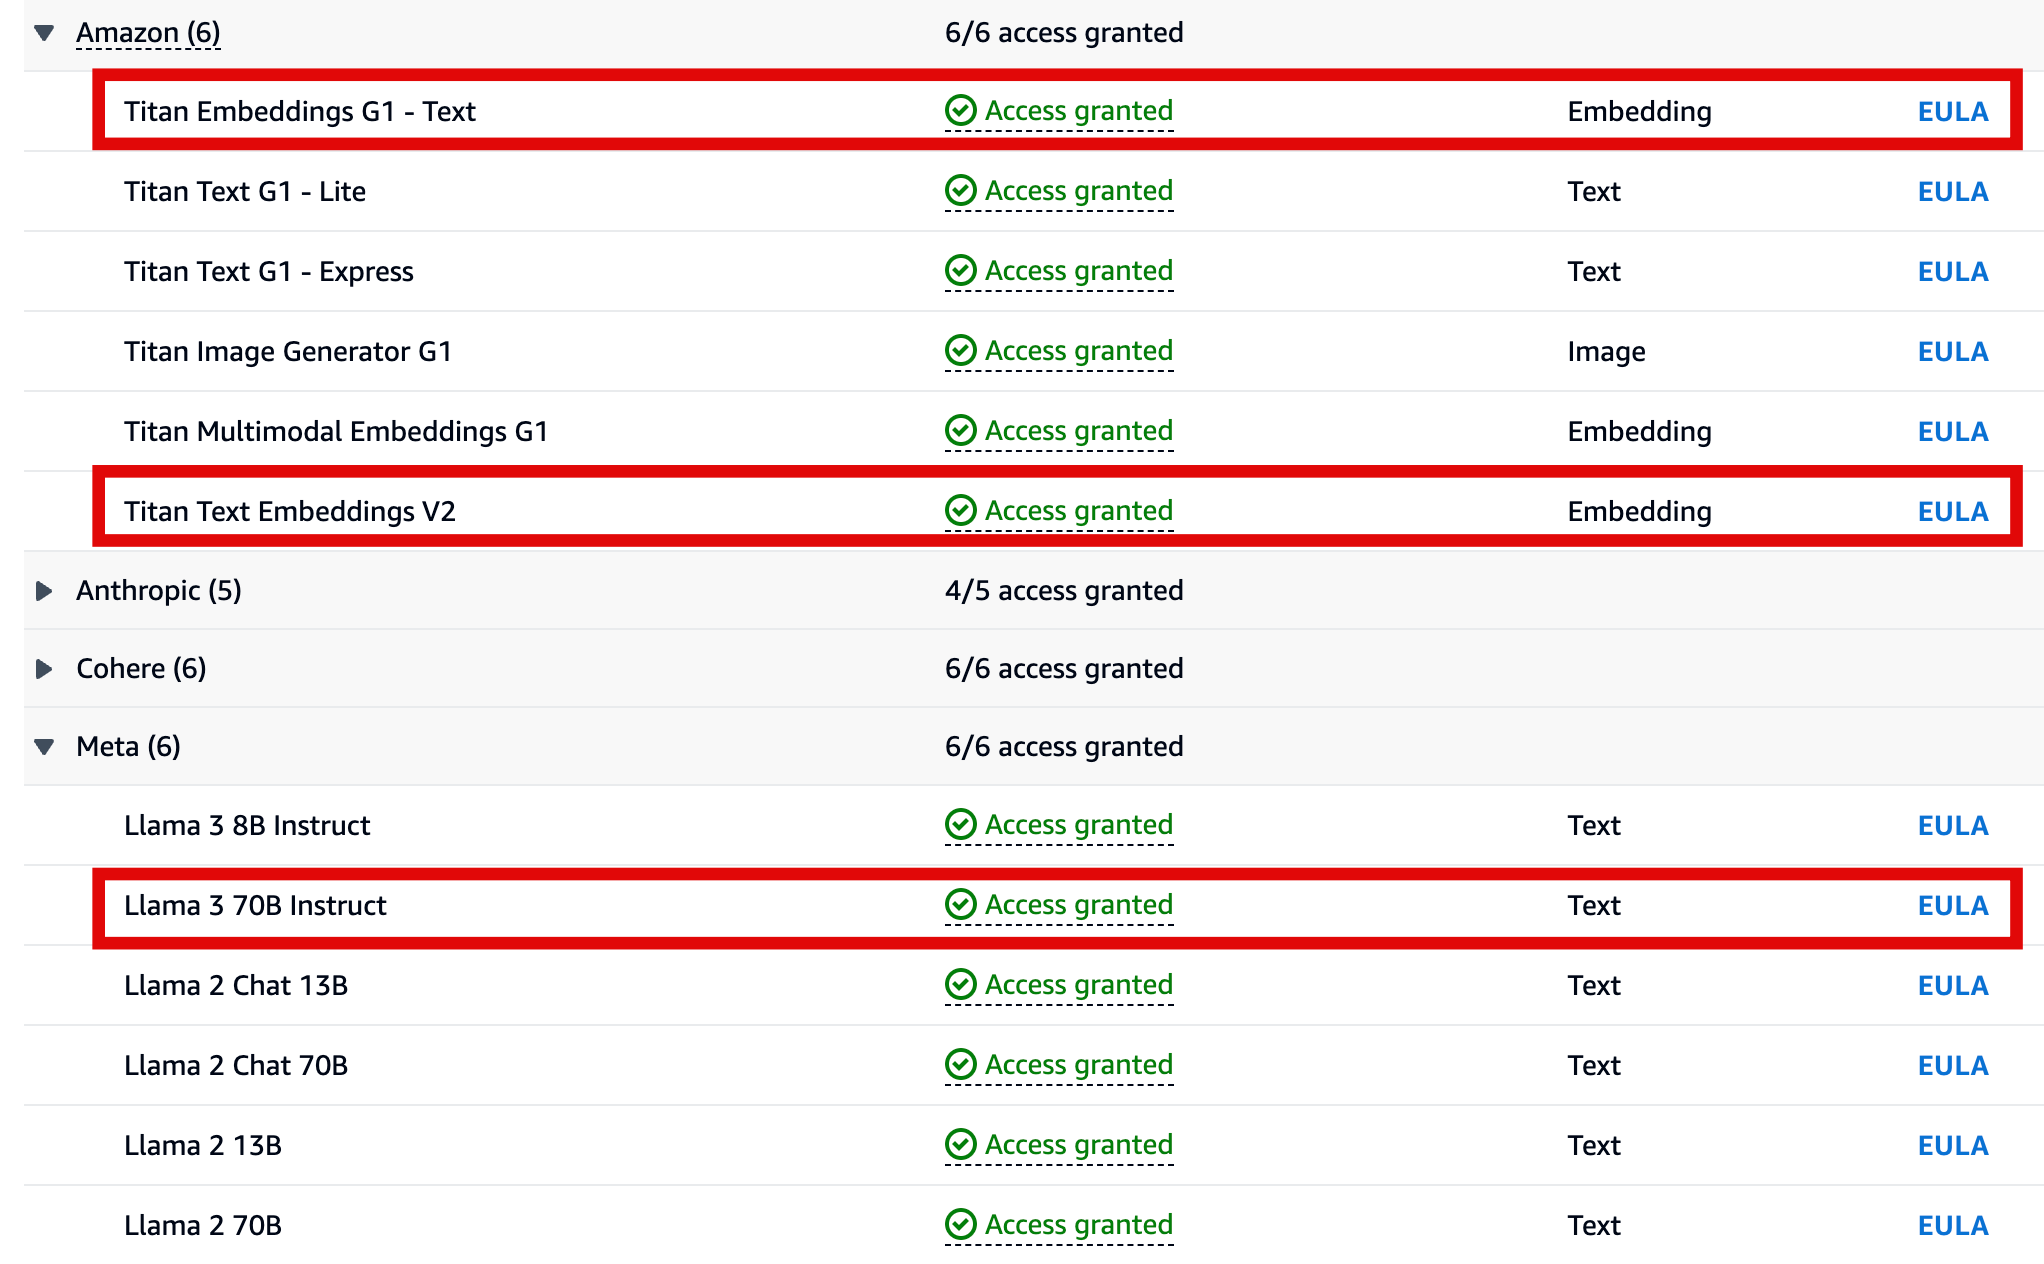 Amazon (6) 6/6 access granted
Titan Embeddings G1 - Text Access granted Embedding EULA
Titan Text G1 - Lite Access granted Text EULA
Titan Text G1 - Express Access granted Text EULA
Titan Image Generator G1 Access granted Image EULA
Titan Multimodal Embeddings G1 Access granted Embedding EULA
Titan Text Embeddings V2 Access granted Embedding EULA
Anthropic (5) 4/5 access granted
Cohere (6) 6/6 access granted
Meta (6) 6/6 access granted
Llama 3 8B Instruct Access granted Text EULA
Llama 3 70B Instruct Access granted Text EULA
Llama 2 Chat 13B Access granted Text EULA
Llama 2 Chat 70B Access granted Text EULA
Llama 2 13B Access granted Text EULA
Llama 2 70B Access granted Text EULA